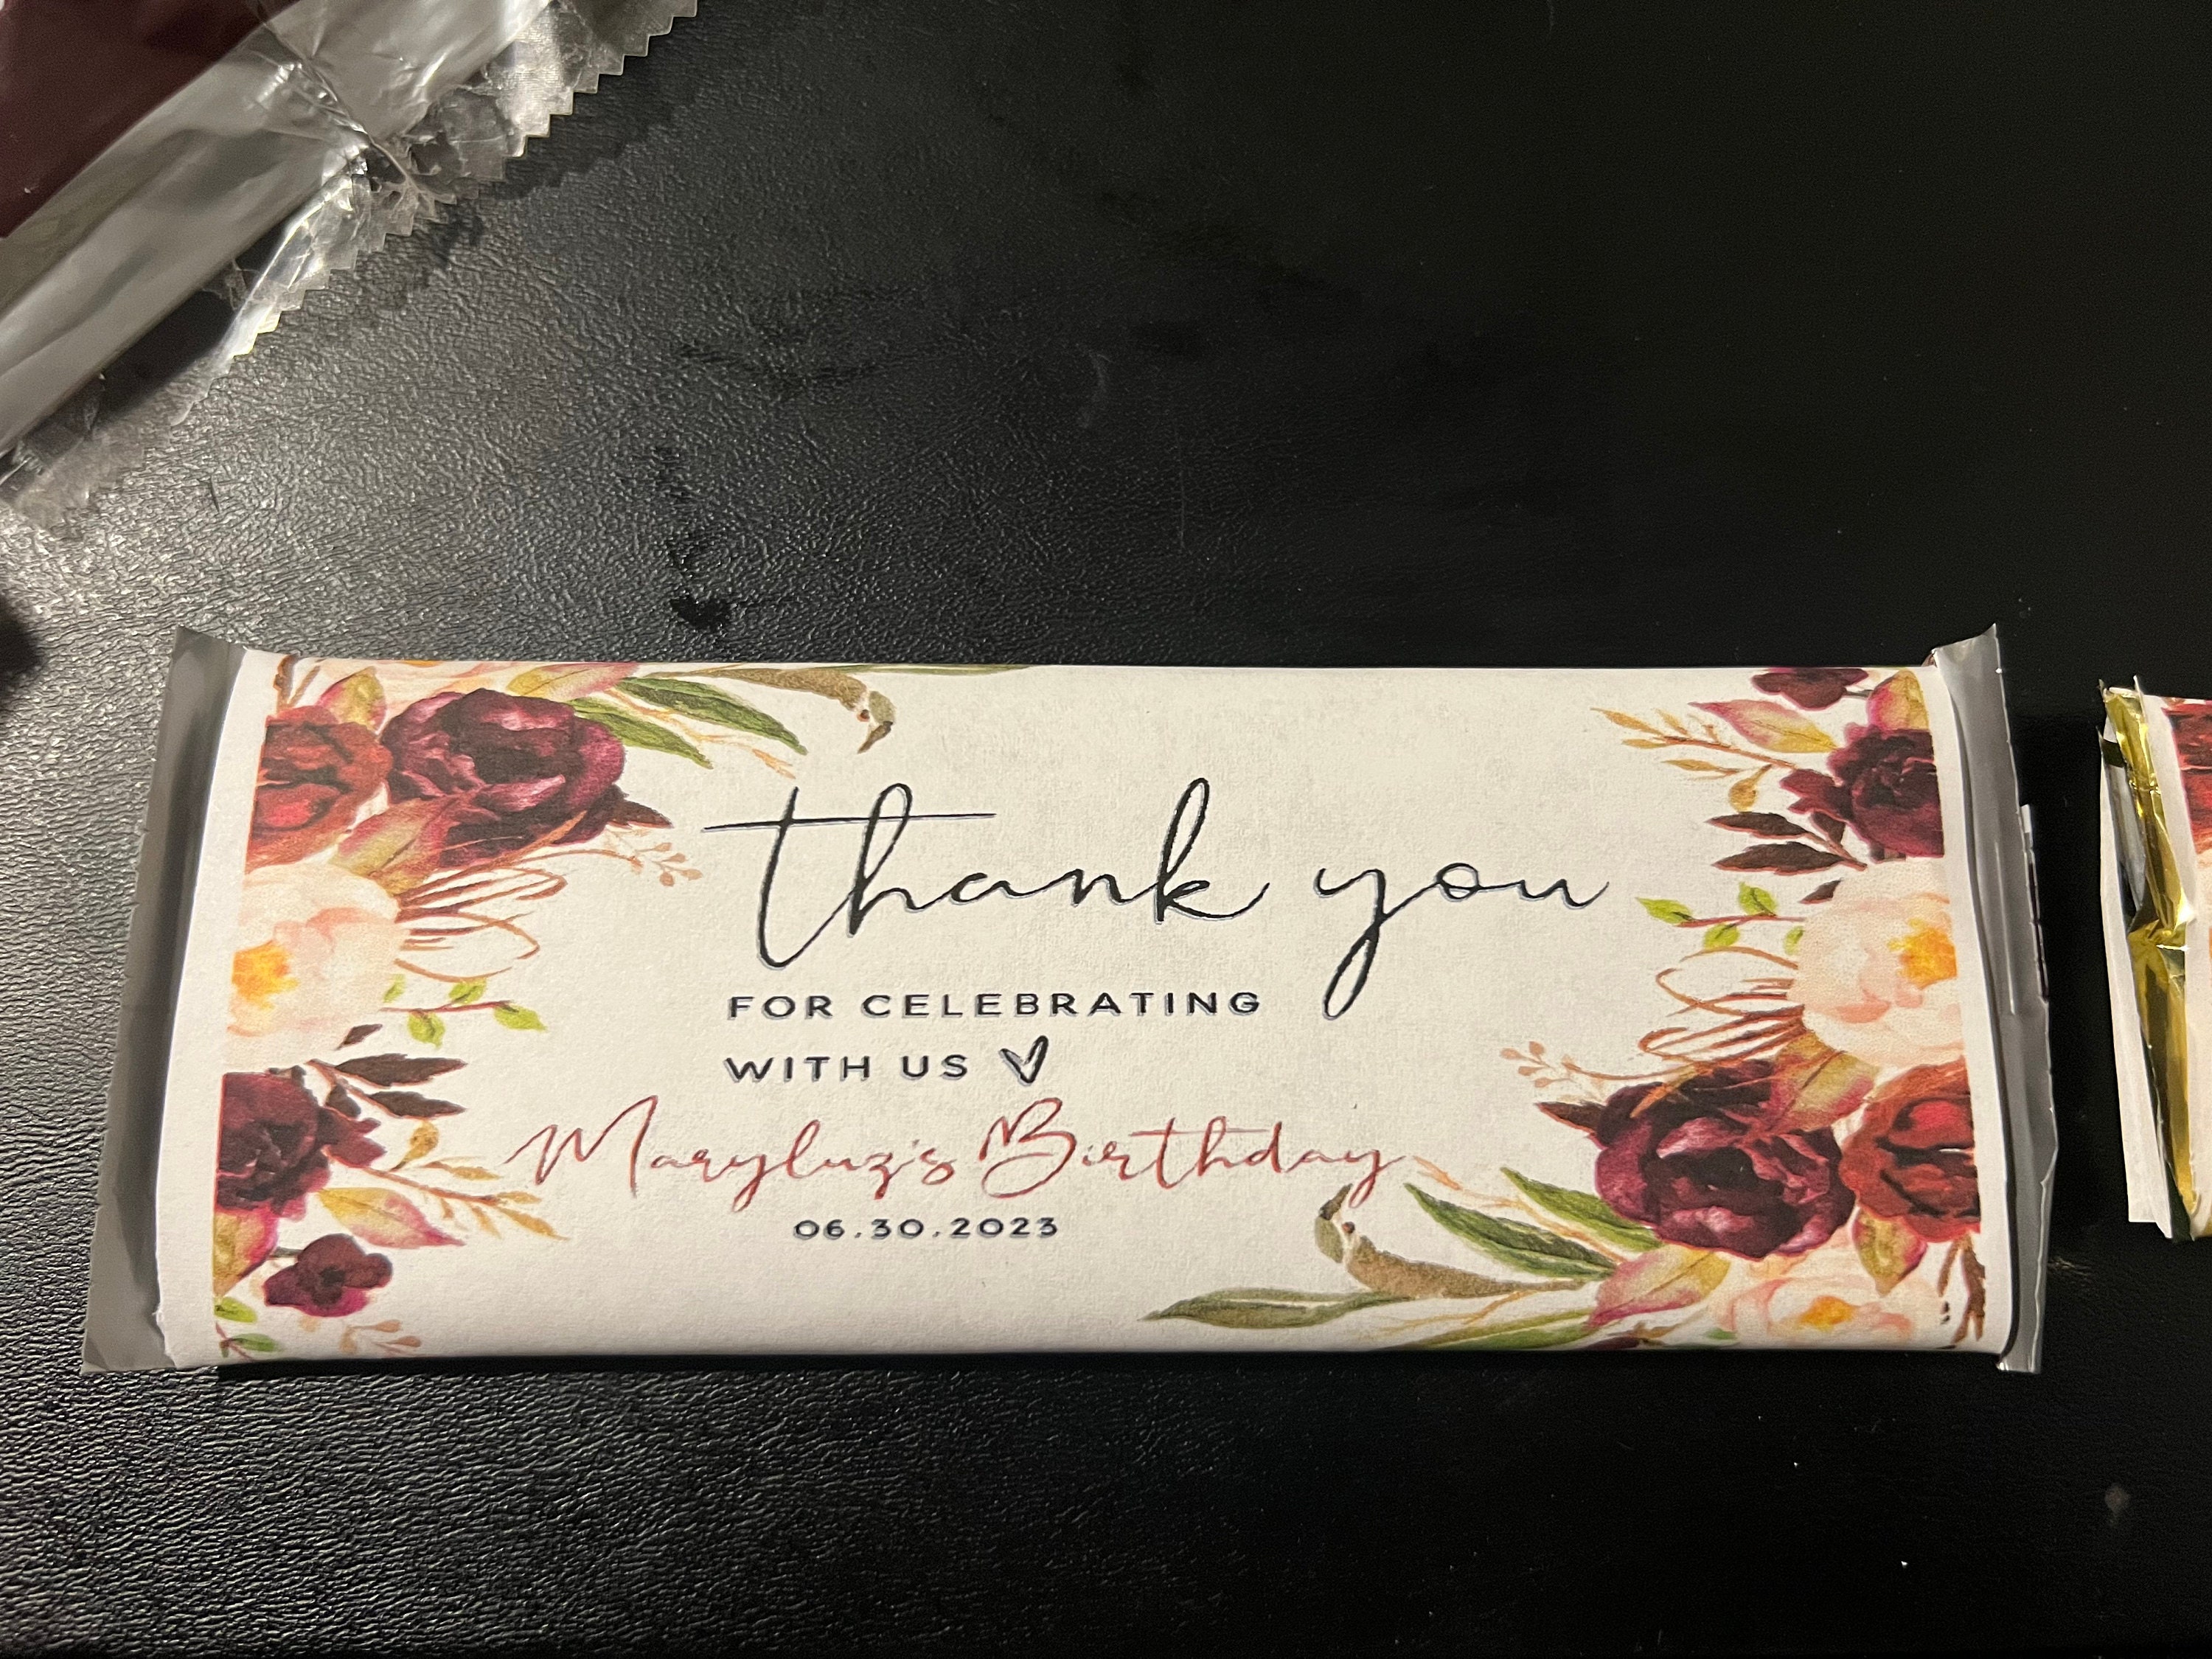 thank you
FOR CELEBRATING
WITH US ♡
Maryluz's Birthday
06.30.2023